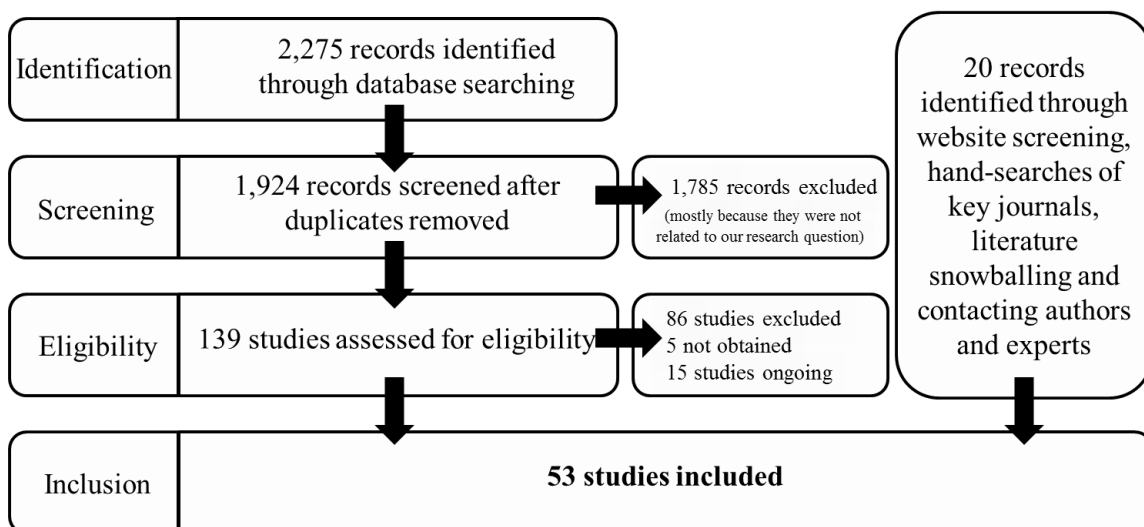 Identification
2,275 records identified
through database searching
Screening
1,924 records screened after
duplicates removed
1,785 records excluded
(mostly because they were not
related to our research question)
Eligibility
139 studies assessed for eligibility
86 studies excluded
5 not obtained
15 studies ongoing
20 records
identified through
website screening,
hand-searches of
key journals,
literature
snowballing and
contacting authors
and experts
Inclusion
53 studies included